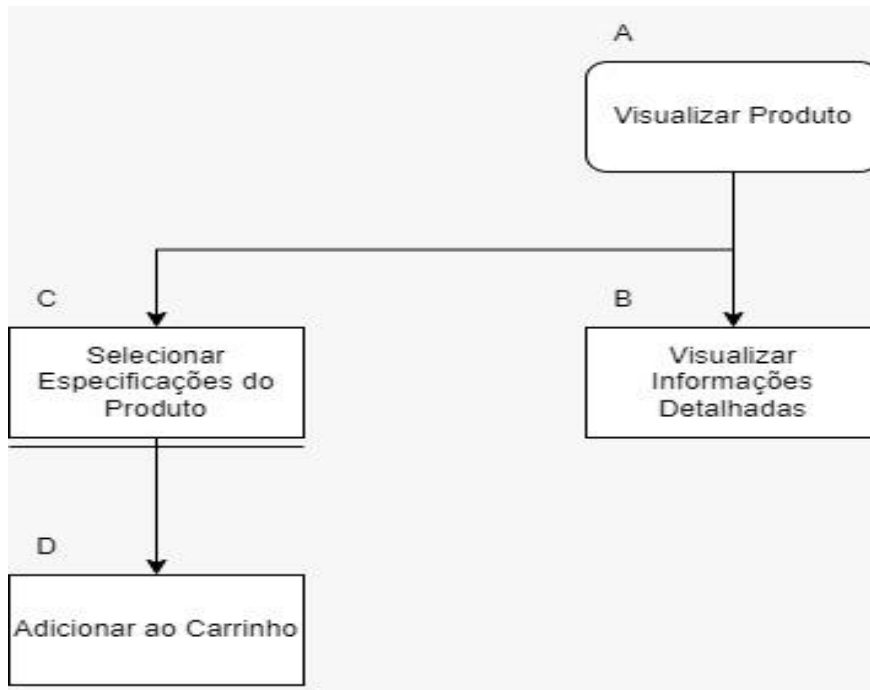 A
Visualizar Produto
C
Selecionar
Especificações do
Produto
B
Visualizar
Informações
Detalhadas
D
Adicionar ao Carrinho